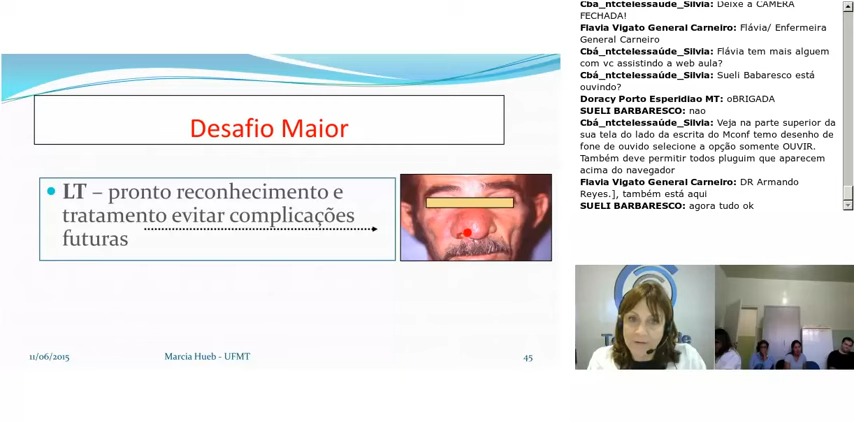 Desafio Maior
LT – pronto reconhecimento e
tratamento evitar complicações
futuras
11/06/2015
Marcia Hueb - UFMT
45
Cbá_ntctelessaúde_Silvia: Deixe a CÂMERA
FECHADA!
Flavia Vigato General Carneiro: Flávia/ Enfermeira
General Carneiro
Cbá_ntctelessaúde_Silvia: Flávia tem mais alguem
com vc assistindo a web aula?
Cbá_ntctelessaúde_Silvia: Sueli Babaresco está
ouvindo?
Doracy Porto Esperidiao MT: oBRIGADA
SUELI BARBARESCO: nao
Cbá_ntctelessaúde_Silvia: Veja na parte superior da
sua tela do lado da escrita do Mconf temo desenho de
fone de ouvido selecione a opção somente OUVIR.
Também deve permitir todos pluguim que aparecem
acima do navegador
Flavia Vigato General Carneiro: DR Armando
Reyes.], também está aqui
SUELI BARBARESCO: agora tudo ok